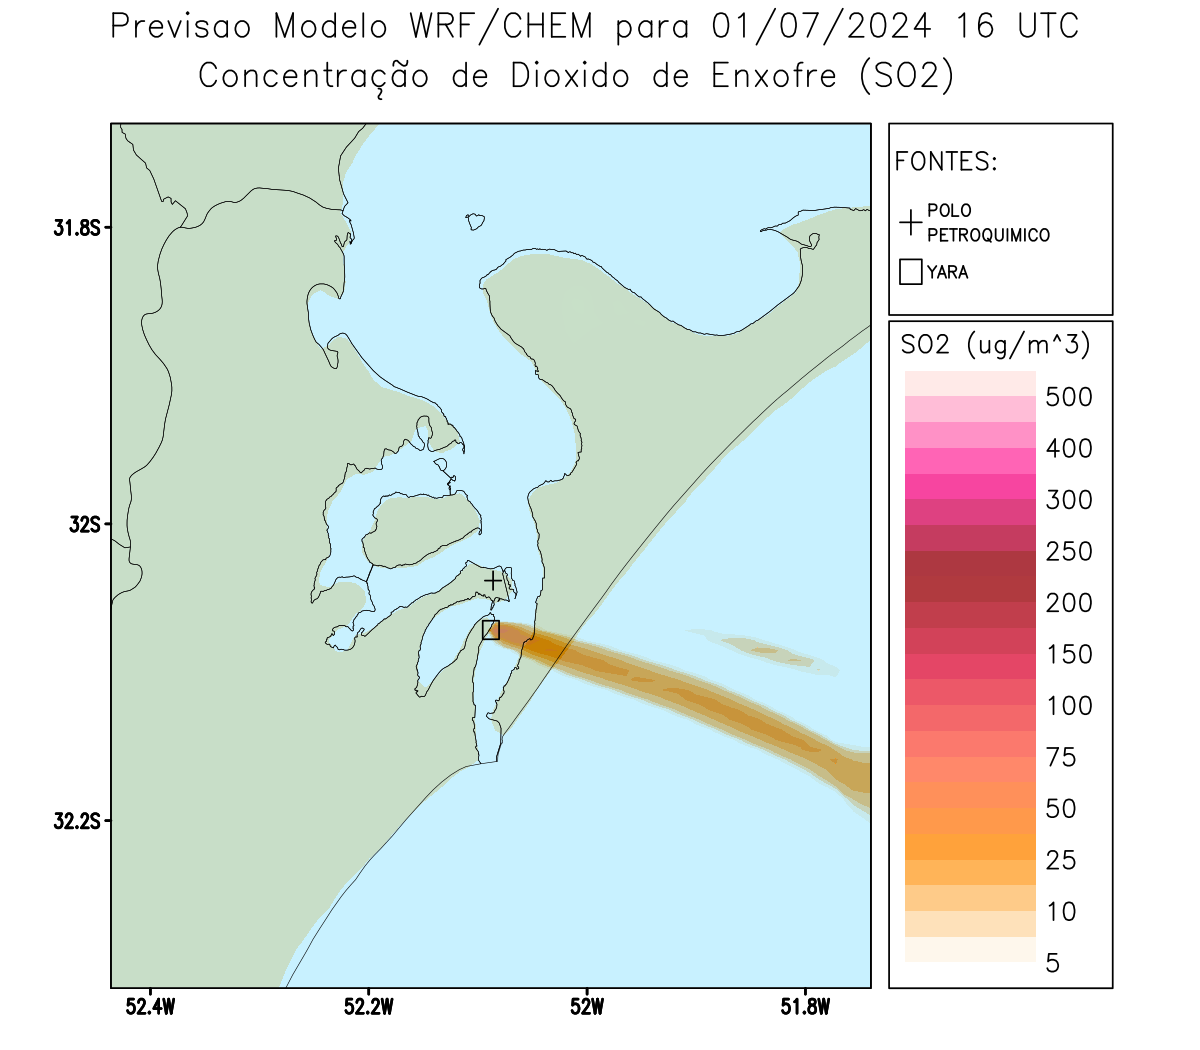 Previsao Modelo WRF/CHEM para 01/07/2024 16 UTC
Concentração de Dioxido de Enxofre (SO2)
FONTES:
POLO
PETROQUIMICO
YARA
31.8S
32S
32.2S
52.4W
52.2W
52W
51.8W
SO2 (ug/m^3)
500
400
300
250
200
150
100
75
50
25
10
5